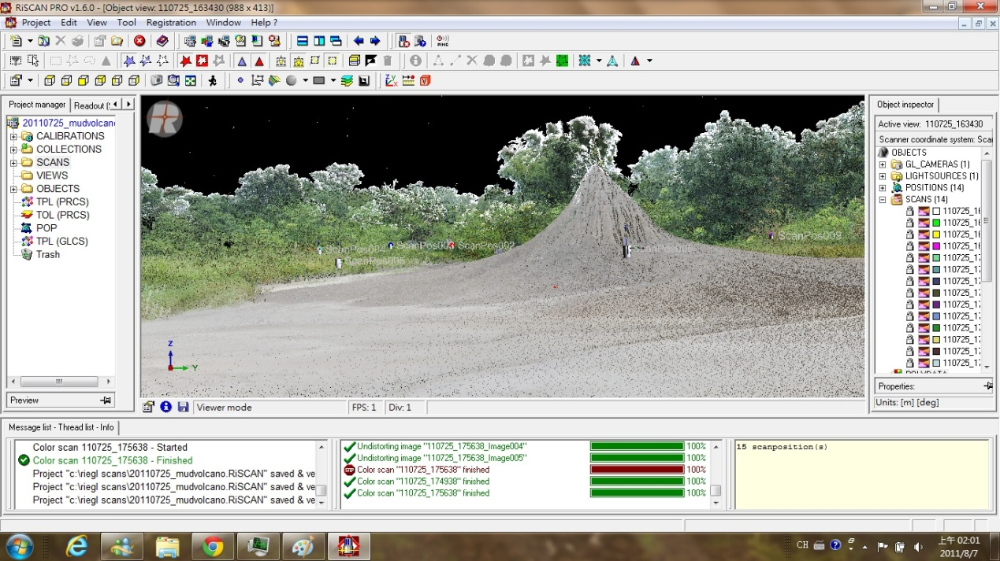 RiSCAN PRO v1.6.0 - [Object view: 110725_163430 (988 x 413)]
Project Edit View Tool Registration Window Help ?
Project manager
Readout (
20110725_mudvolcano
CALIBRATIONS
COLLECTIONS
SCANS
VIEWS
OBJECTS
TPL (PRCS)
TOL (PRCS)
POP
TPL (GLCS)
Trash
Preview
ScanPos004
ScanPos003
ScanPos002
ScanPos005
ScanPos009
Z
Y
Viewer mode
FPS: 1
Div: 1
Object inspector
Active view: 110725_163430
Scanner coordinate system: Sca
OBJECTS
GL_CAMERAS (1)
LIGHTSOURCES (1)
POSITIONS (14)
SCANS (14)
110725_16
110725_16
110725_16
110725_16
110725_17
110725_17
110725_17
110725_17
110725_17
110725_17
110725_17
110725_17
110725_17
110725_17
POLYDATA
Properties:
Units: [m] [deg]
Message list - Thread list - Info
Color scan 110725_175638 - Started
Color scan 110725_175638 - Finished
Project "c:\riegl scans\20110725_mudvolcano.RiSCAN" saved & ve
Project "c:\riegl scans\20110725_mudvolcano.RiSCAN" saved & ve
Project "c:\riegl scans\20110725_mudvolcano.RiSCAN" saved & ve
Undistorting image "110725_175638_Image004" 100%
Undistorting image "110725_175638_Image005" 100%
Color scan "110725_175638" finished 100%
Color scan "110725_174938" finished 100%
Color scan "110725_175638" finished 100%
15 scanposition(s)
CH
上午 02:01
2011/8/7